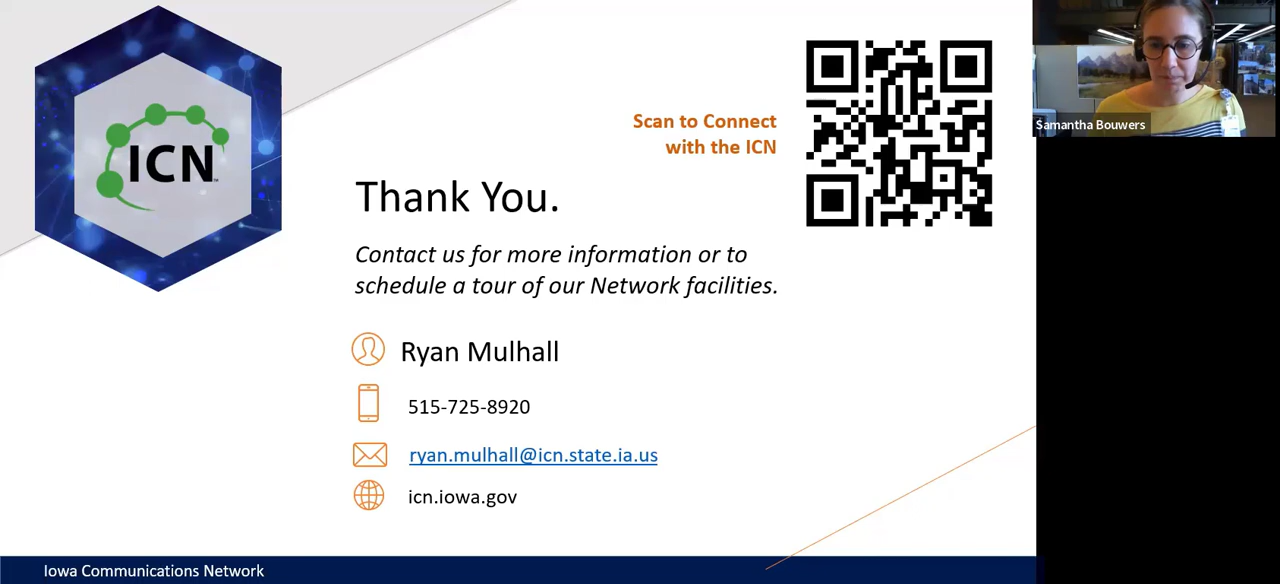 ICN
Scan to Connect
with the ICN
Samantha Bouwers
Thank You.
Contact us for more information or to
schedule a tour of our Network facilities.
Ryan Mulhall
515-725-8920
ryan.mulhall@icn.state.ia.us
icn.iowa.gov
Iowa Communications Network